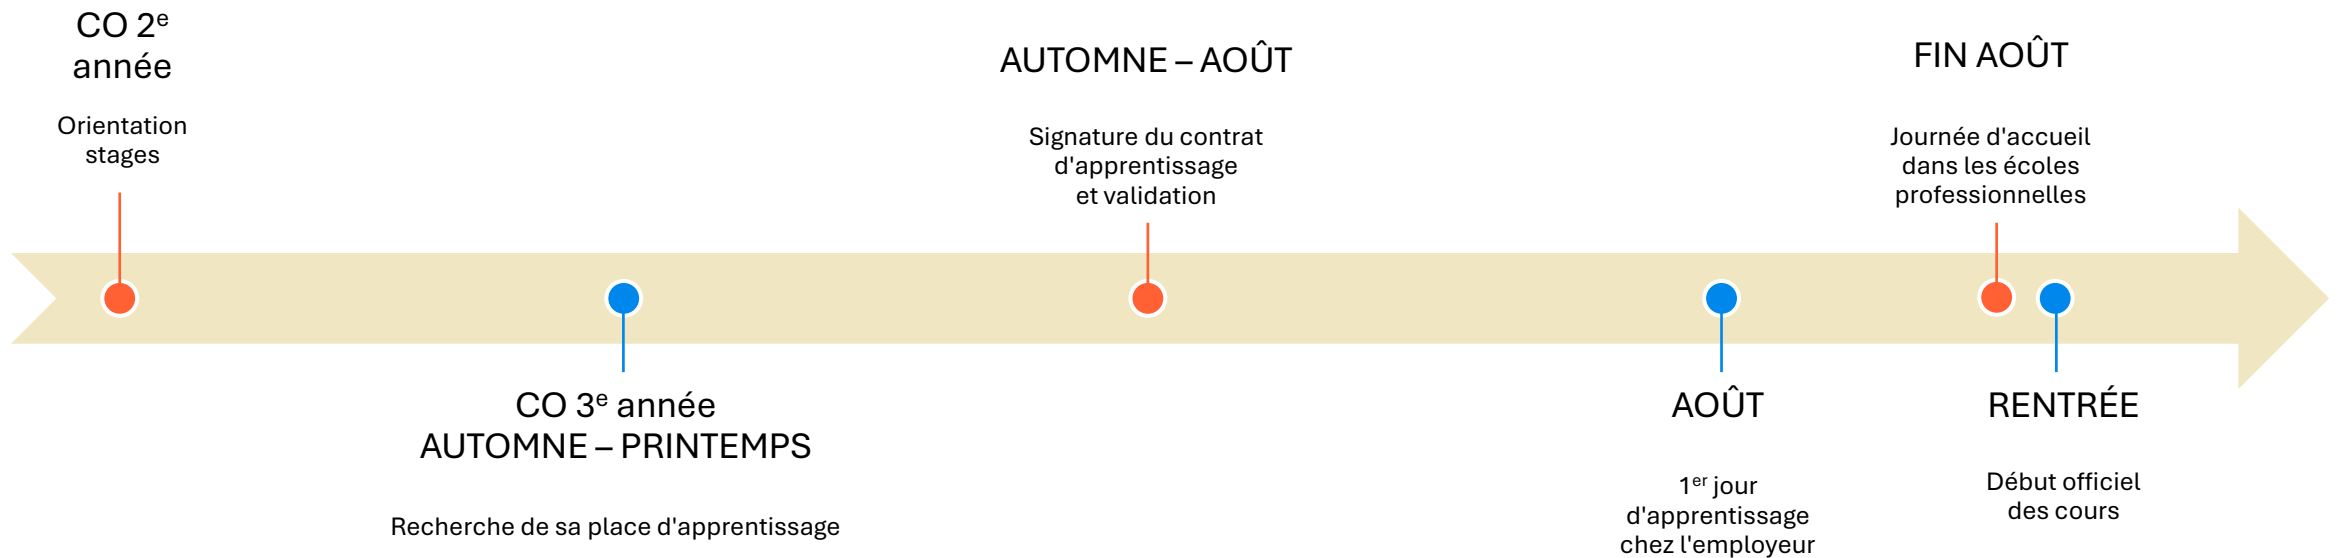 CO 2e
année
Orientation
stages
CO 3e année
AUTOMNE – PRINTEMPS
Recherche de sa place d'apprentissage
AUTOMNE – AOÛT
Signature du contrat
d'apprentissage
et validation
AOÛT
1er jour
d'apprentissage
chez l'employeur
FIN AOÛT
Journée d'accueil
dans les écoles
professionnelles
RENTRÉE
Début officiel
des cours